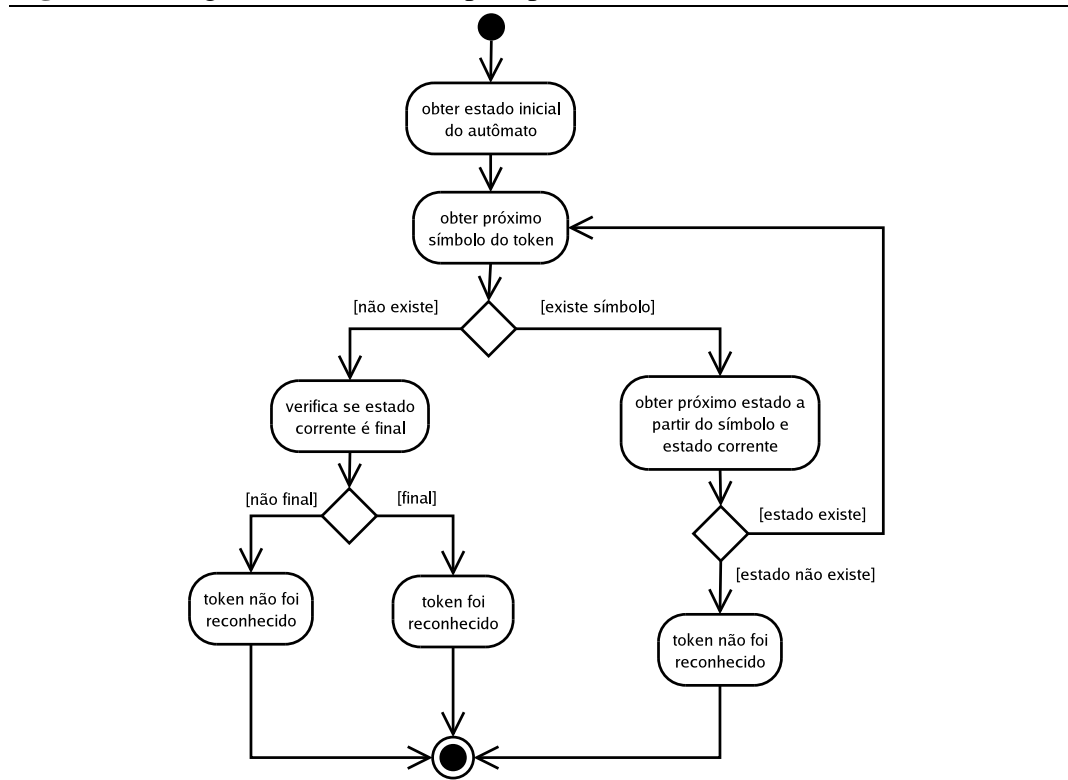 obter estado inicial
do autômato
obter próximo
símbolo do token
[não existe]
[existe símbolo]
verifica se estado
corrente é final
obter próximo estado a
partir do símbolo e
estado corrente
[não final]
[final]
[estado existe]
[estado não existe]
token não foi
reconhecido
token foi
reconhecido
token não foi
reconhecido